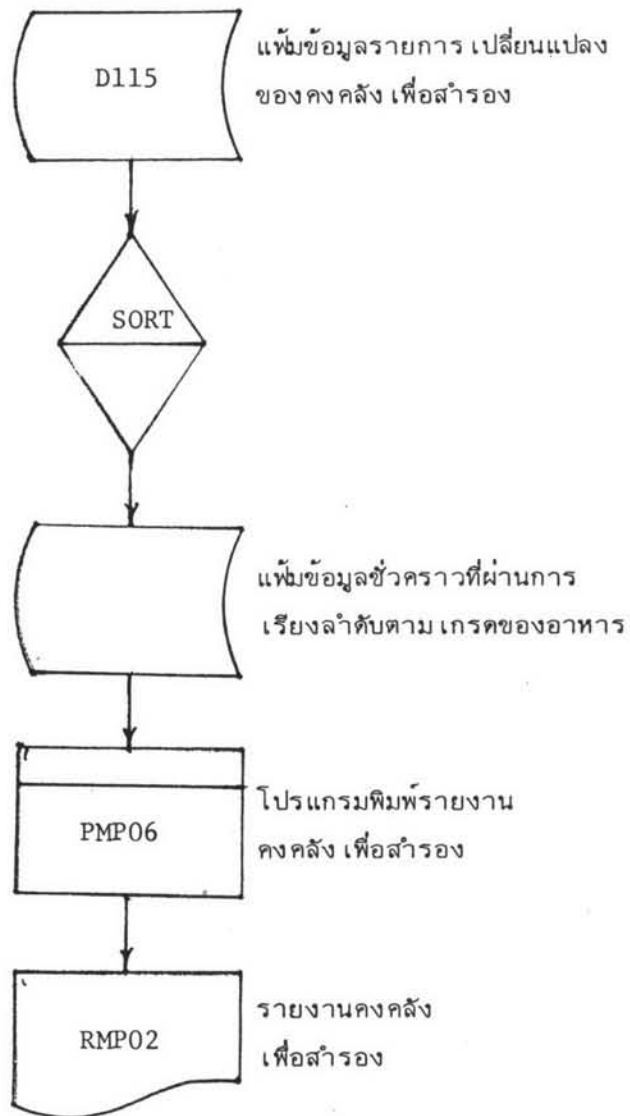 D115
แฟ้มข้อมูลรายการ เปลี่ยนแปลง
ของคงคลัง เพื่อสำรอง
SORT
แฟ้มข้อมูลชั่วคราวที่ผ่านการ
เรียงลำดับตาม เกรดของอาหาร
PMP06
โปรแกรมพิมพ์รายงาน
คงคลัง เพื่อสำรอง
RMP02
รายงานคงคลัง
เพื่อสำรอง